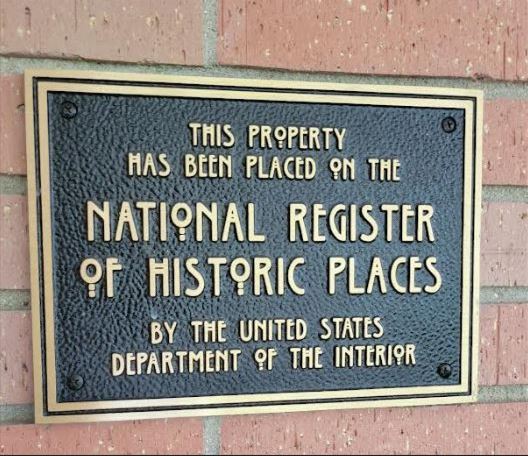 THIS PROPERTY
HAS BEEN PLACED ON THE
NATIONAL REGISTER
OF HISTORIC PLACES
BY THE UNITED STATES
DEPARTMENT OF THE INTERIOR